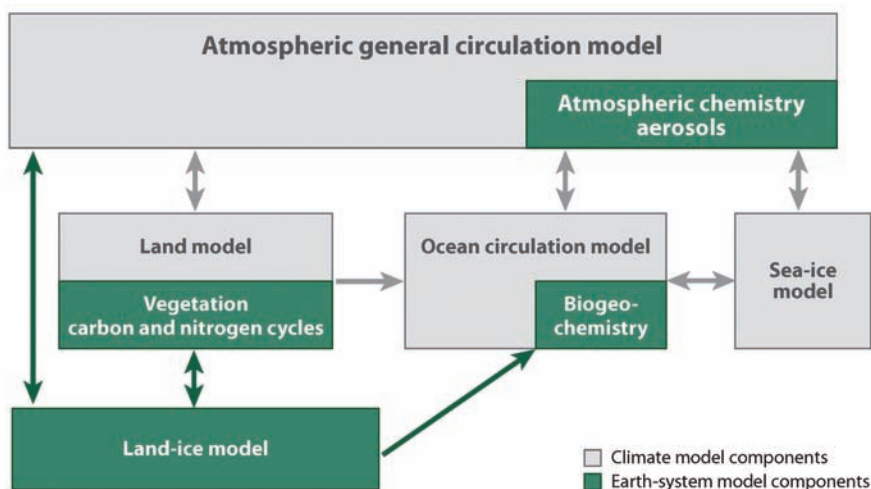 Atmospheric general circulation model
Atmospheric chemistry
aerosols
Land model
Vegetation
carbon and nitrogen cycles
Ocean circulation model
Biogeo-
chemistry
Sea-ice
model
Land-ice model
Climate model components
Earth-system model components